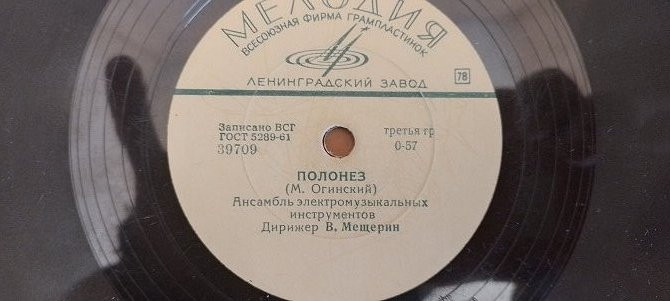 МЕЛОДИЯ
ВСЕСОЮЗНАЯ ФИРМА ГРАМПЛАСТИНОК
ЛЕНИНГРАДСКИЙ ЗАВОД
78
Записано ВСГ
ГОСТ 5289-61
39709
третья гр
0-57
ПОЛОНЕЗ
(М. Огинский)
Ансамбль электромузыкальных
инструментов
Дирижер В. Мещерин